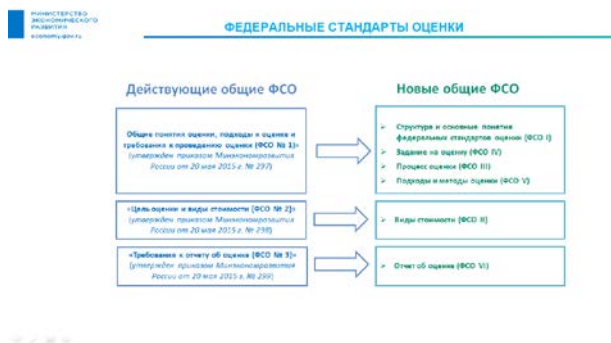 МИНИСТЕРСТВО
ЭКОНОМИЧЕСКОГО
РАЗВИТИЯ
economy.gov.ru
ФЕДЕРАЛЬНЫЕ СТАНДАРТЫ ОЦЕНКИ
Действующие общие ФСО
Новые общие ФСО
Общие понятия оценки, подходы к оценке и
требования к проведению оценки (ФСО № 1)»
(утвержден приказом Минэкономразвития
России от 20 мая 2015 г. № 297)
➢ Структура и основные понятия
федеральных стандартов оценки (ФСО I)
➢ Задание на оценку (ФСО IV)
➢ Процесс оценки (ФСО III)
➢ Подходы и методы оценки (ФСО V)
«Цель оценки и виды стоимости (ФСО № 2)»
(утвержден приказом Минэкономразвития
России от 20 мая 2015 г. № 298)
➢ Виды стоимости (ФСО II)
«Требования к отчету об оценке (ФСО № 3)»
(утвержден приказом Минэкономразвития
России от 20 мая 2015 г. № 299)
➢ Отчет об оценке (ФСО VI)